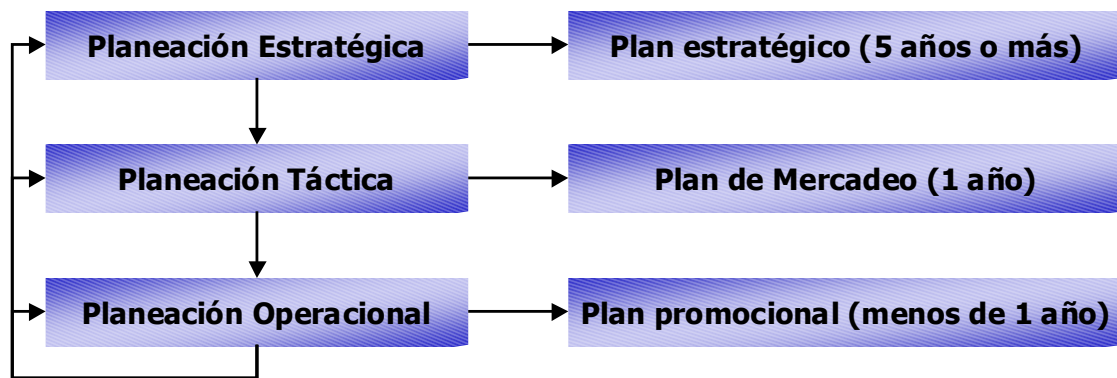 Planeación Estratégica
Plan estratégico (5 años o más)
Planeación Táctica
Plan de Mercadeo (1 año)
Planeación Operacional
Plan promocional (menos de 1 año)